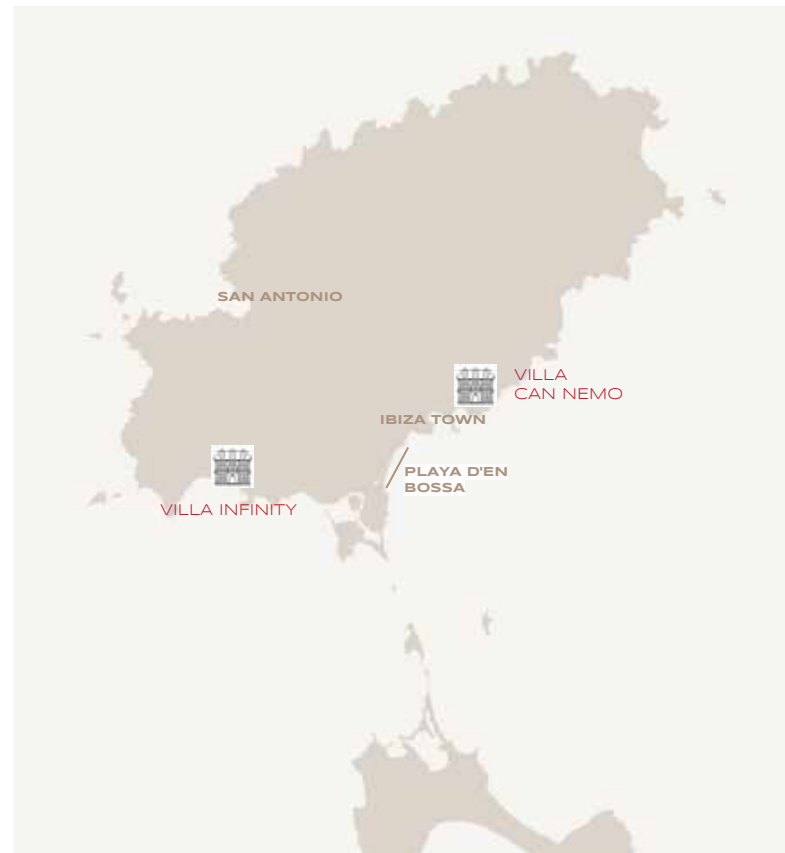 SAN ANTONIO
VILLA
CAN NEMO
IBIZA TOWN
PLAYA D'EN
BOSSA
VILLA INFINITY